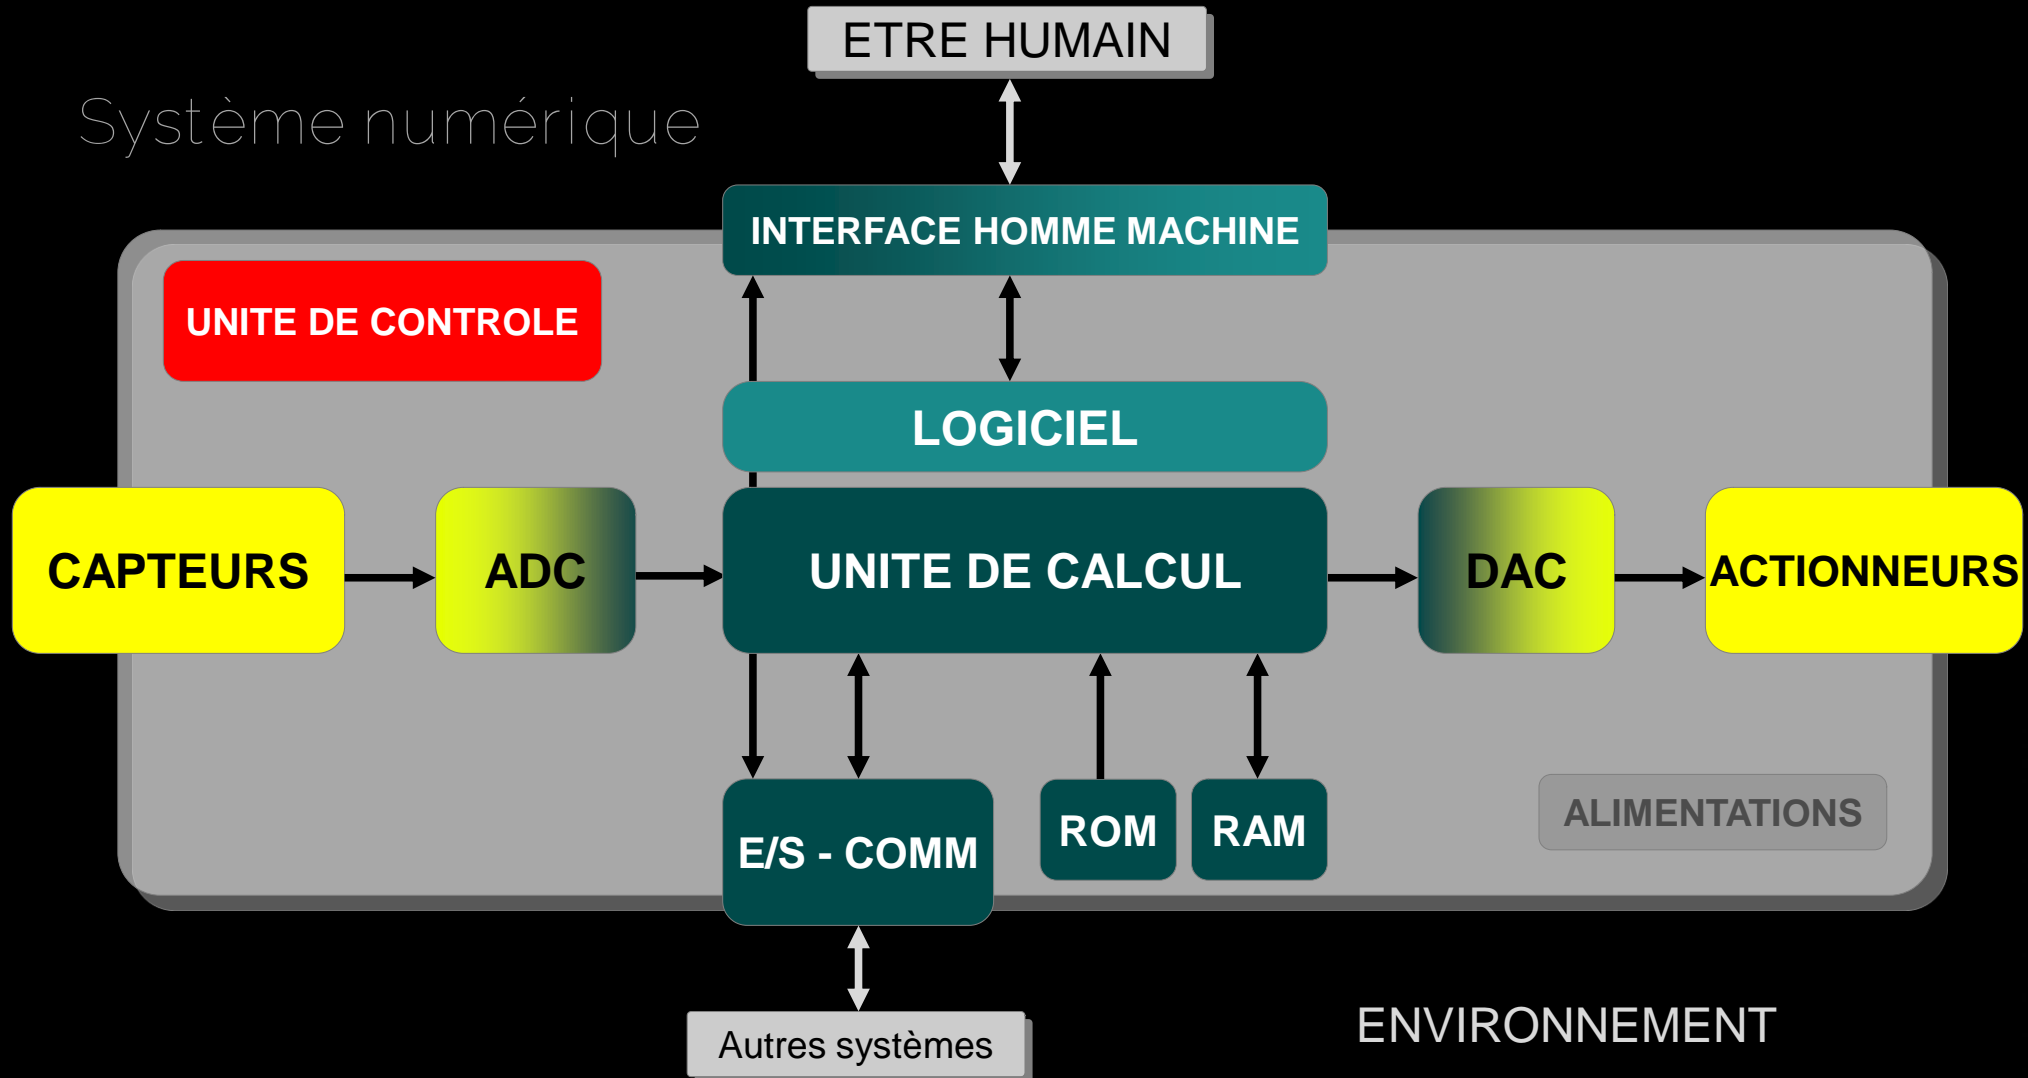 ETRE HUMAIN
Système numérique
INTERFACE HOMME MACHINE
UNITE DE CONTROLE
LOGICIEL
CAPTEURS
ADC
UNITE DE CALCUL
DAC
ACTIONNEURS
E/S - COMM
ROM
RAM
ALIMENTATIONS
Autres systèmes
ENVIRONNEMENT